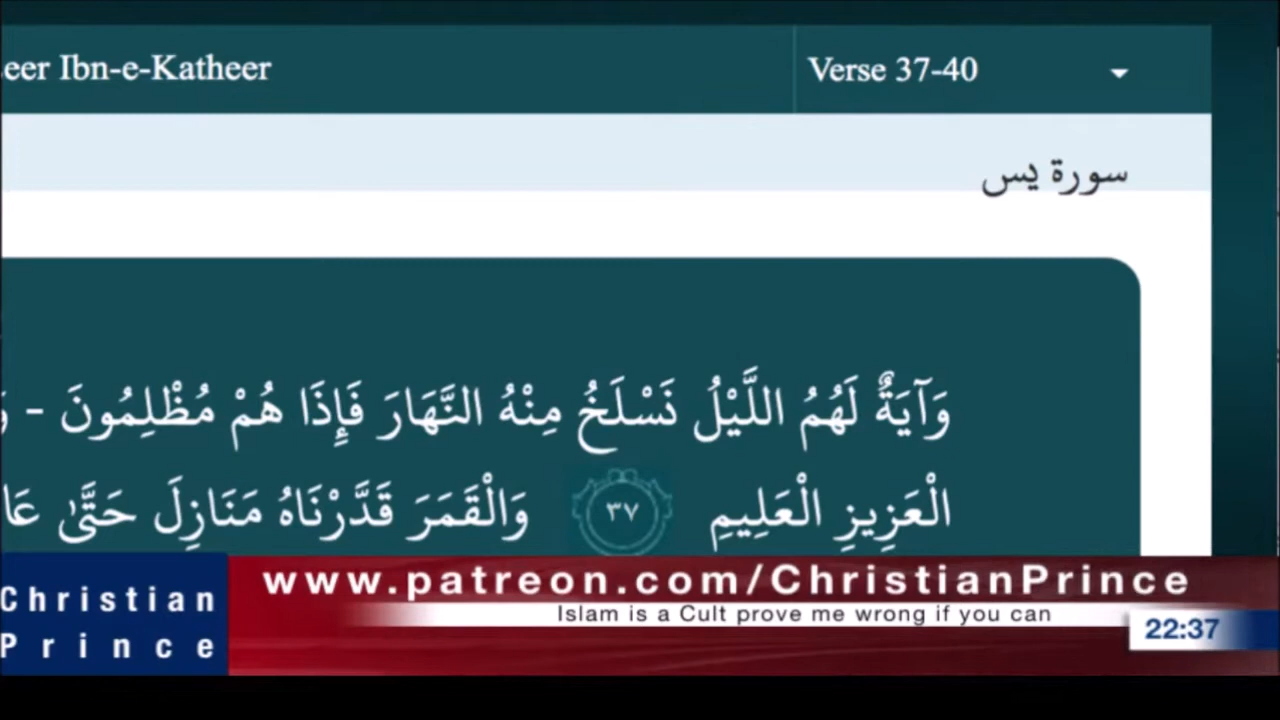 eer Ibn-e-Katheer
Verse 37-40
سورة يس
وَآيَةٌ لَهُمُ اللَّيْلُ نَسْلَخُ مِنْهُ النَّهَارَ فَإِذَا هُمْ مُظْلِمُونَ -
الْعَزِيزِ الْعَلِيمِ ٣٧ وَالْقَمَرَ قَدَّرْنَاهُ مَنَازِلَ حَتَّىٰ عَا
www.patreon.com/ChristianPrince
Islam is a Cult prove me wrong if you can
Christian
Prince
22:37